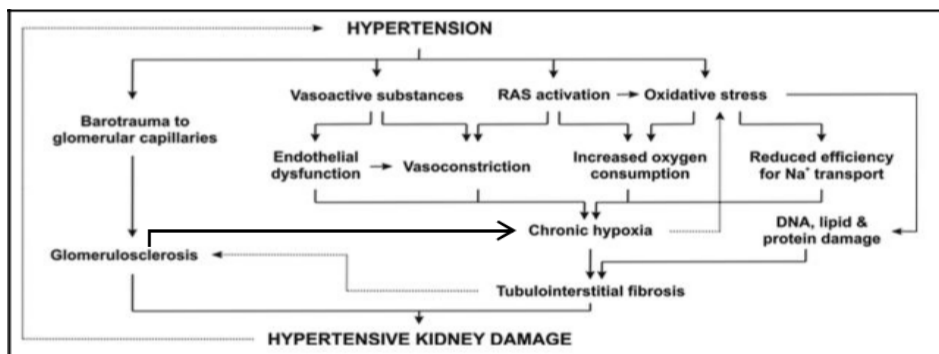 HYPERTENSION
Vasoactive substances
RAS activation
Oxidative stress
Barotrauma to
glomerular capillaries
Endothelial
dysfunction
Vasoconstriction
Increased oxygen
consumption
Reduced efficiency
for Na⁺ transport
Chronic hypoxia
DNA, lipid &
protein damage
Glomerulosclerosis
Tubulointerstitial fibrosis
HYPERTENSIVE KIDNEY DAMAGE